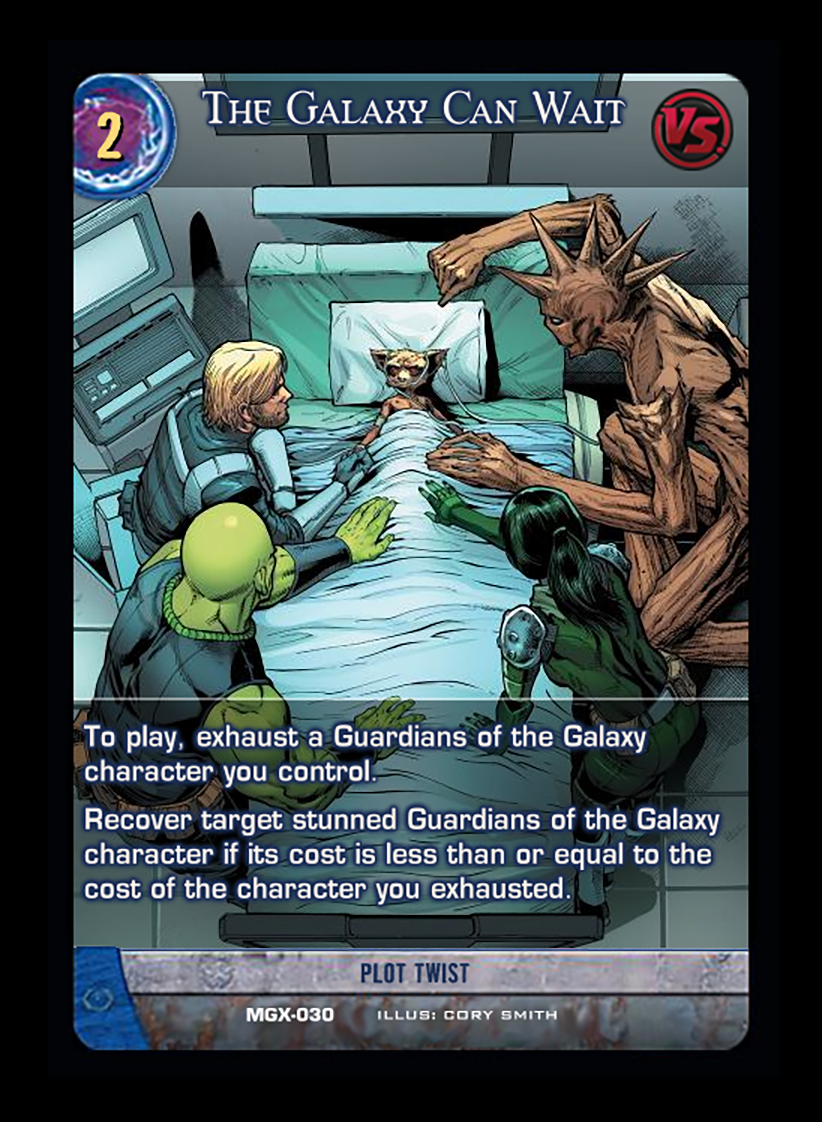 2
The Galaxy Can Wait
VS.
To play, exhaust a Guardians of the Galaxy
character you control.
Recover target stunned Guardians of the Galaxy
character if its cost is less than or equal to the
cost of the character you exhausted.
PLOT TWIST
MGX-030 ILLUS: CORY SMITH